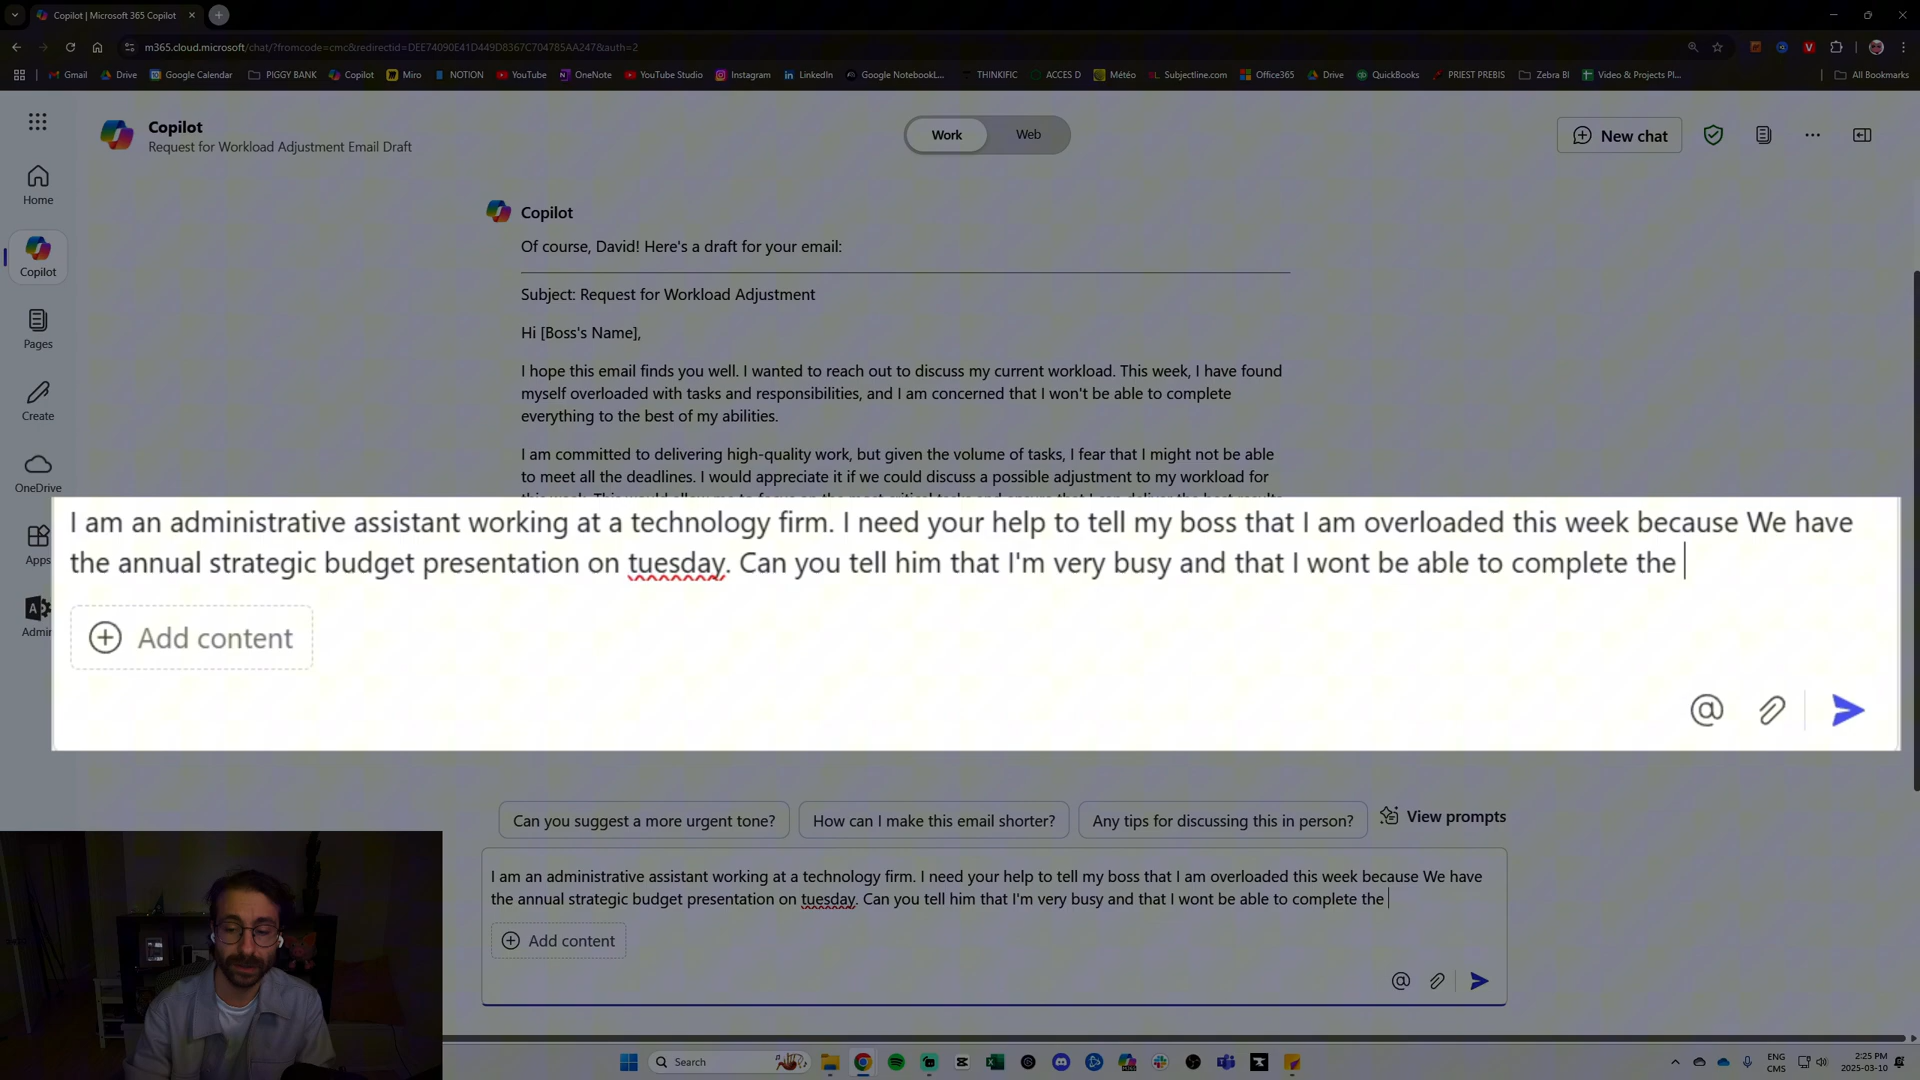 Copilot | Microsoft 365 Copilot
m365.cloud.microsoft/chat/?fromcode=cmc&redirectid=DEE74090E41D449D8367C704785AA247&auth=2
Gmail Drive Google Calendar PIGGY BANK Copilot Miro NOTION YouTube OneNote YouTube Studio Instagram LinkedIn Google NotebookL... THINKIFIC ACCES D Météo Subjectline.com Office365 Drive QuickBooks PRIEST PREBIS Zebra BI Video & Projects Pl... All Bookmarks
Copilot
Request for Workload Adjustment Email Draft
Work Web
New chat
Home
Copilot
Pages
Create
OneDrive
Apps
Admin
Copilot
Of course, David! Here's a draft for your email:
Subject: Request for Workload Adjustment
Hi [Boss's Name],
I hope this email finds you well. I wanted to reach out to discuss my current workload. This week, I have found
myself overloaded with tasks and responsibilities, and I am concerned that I won't be able to complete
everything to the best of my abilities.
I am committed to delivering high-quality work, but given the volume of tasks, I fear that I might not be able
to meet all the deadlines. I would appreciate it if we could discuss a possible adjustment to my workload for
I am an administrative assistant working at a technology firm. I need your help to tell my boss that I am overloaded this week because We have
the annual strategic budget presentation on tuesday. Can you tell him that I'm very busy and that I wont be able to complete the
Add content
Can you suggest a more urgent tone? How can I make this email shorter? Any tips for discussing this in person? View prompts
I am an administrative assistant working at a technology firm. I need your help to tell my boss that I am overloaded this week because We have
the annual strategic budget presentation on tuesday. Can you tell him that I'm very busy and that I wont be able to complete the
Add content
Search
ENG
CMS
2:25 PM
2025-03-10